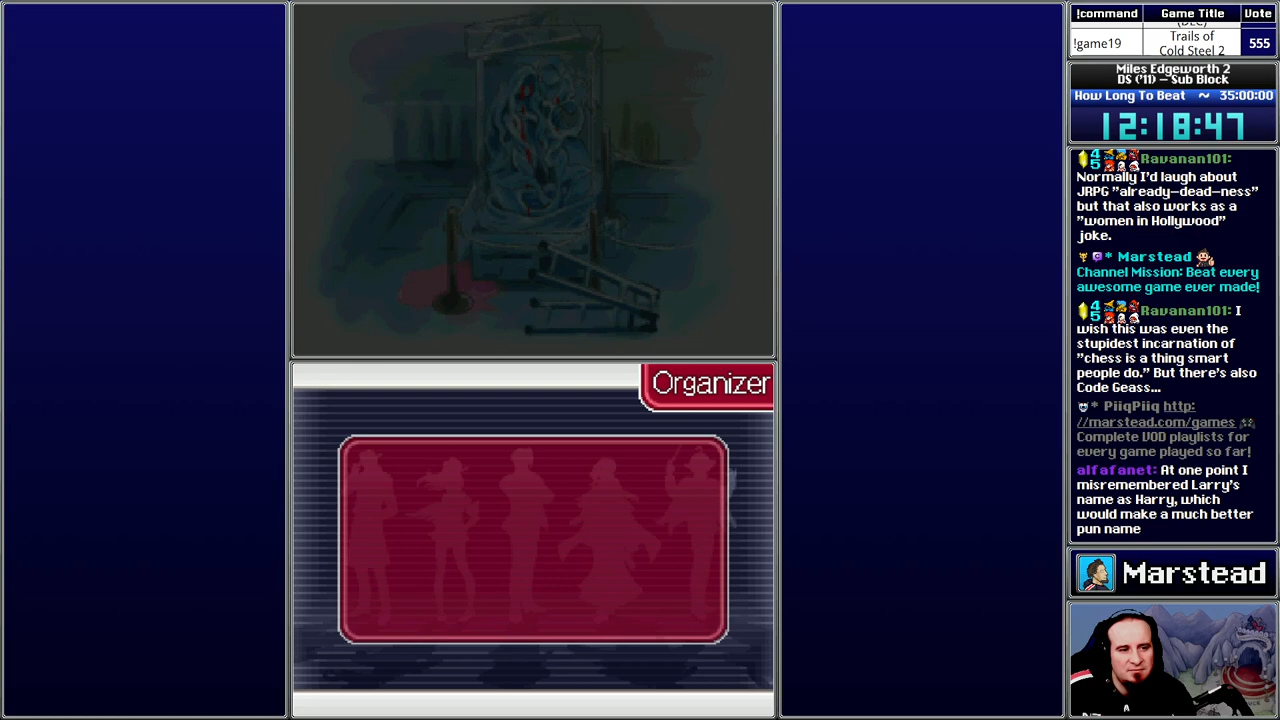 !command Game Title Vote
(DLC)
!game19 Trails of Cold Steel 2 555
Miles Edgeworth 2
DS ('11) - Sub Block
How Long To Beat ~ 35:00:00
12:18:47
45 Ravanan101:
Normally I'd laugh about
JRPG "already-dead-ness"
but that also works as a
"women in Hollywood"
joke.
* Marstead
Channel Mission: Beat every
awesome game ever made!
45 Ravanan101: I
wish this was even the
stupidest incarnation of
"chess is a thing smart
people do." But there's also
Code Geass...
* PiiqPiiq http:
//marstead.com/games
Complete VOD playlists for
every game played so far!
alfafanet: At one point I
misremembered Larry's
name as Harry, which
would make a much better
pun name
Organizer
Marstead